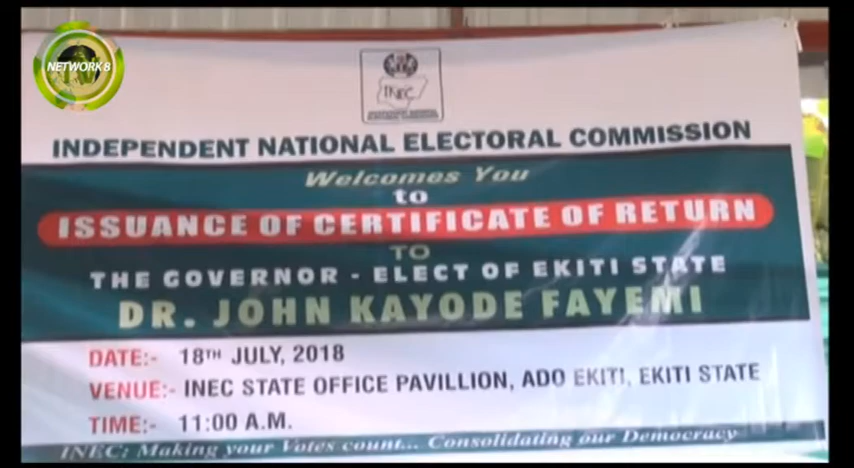 NETWORK 8
INEC
INDEPENDENT NATIONAL ELECTORAL COMMISSION
Welcomes You
to
ISSUANCE OF CERTIFICATE OF RETURN
TO
THE GOVERNOR - ELECT OF EKITI STATE
DR. JOHN KAYODE FAYEMI
DATE:- 18TH JULY, 2018
VENUE:- INEC STATE OFFICE PAVILLION, ADO EKITI, EKITI STATE
TIME:- 11:00 A.M.
INEC: Making your Votes count... Consolidating our Democracy